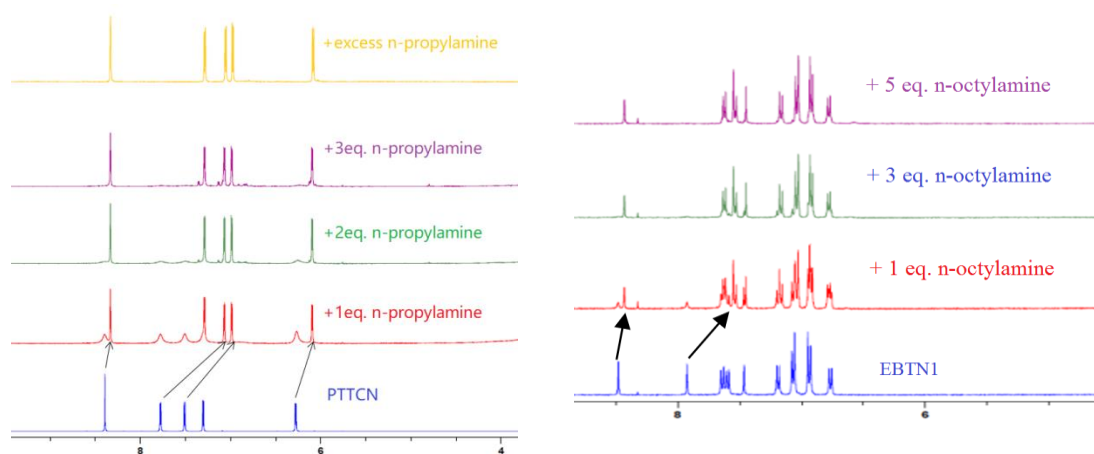 +excess n-propylamine
+3eq. n-propylamine
+2eq. n-propylamine
+1eq. n-propylamine
PTTCN
8
6
4
+ 5 eq. n-octylamine
+ 3 eq. n-octylamine
+ 1 eq. n-octylamine
EBTN1
8
6